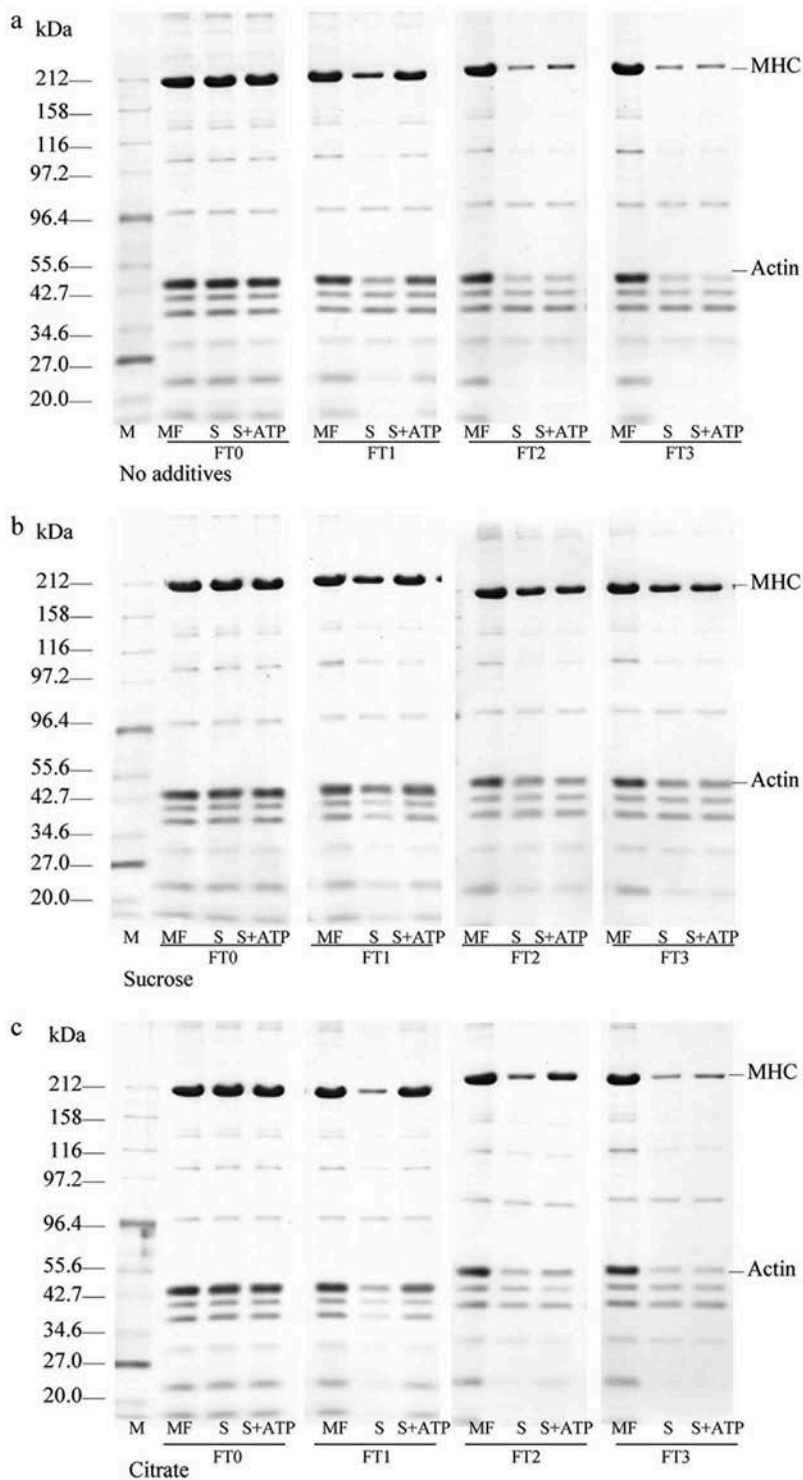 a
kDa
212
158
116
97.2
96.4
55.6
42.7
34.6
27.0
20.0
MHC
Actin
M MF S S+ATP MF S S+ATP MF S S+ATP MF S S+ATP
FT0 FT1 FT2 FT3
No additives
b
kDa
212
158
116
97.2
96.4
55.6
42.7
34.6
27.0
20.0
MHC
Actin
M MF S S+ATP MF S S+ATP MF S S+ATP MF S S+ATP
FT0 FT1 FT2 FT3
Sucrose
c
kDa
212
158
116
97.2
96.4
55.6
42.7
34.6
27.0
20.0
MHC
Actin
M MF S S+ATP MF S S+ATP MF S S+ATP MF S S+ATP
FT0 FT1 FT2 FT3
Citrate